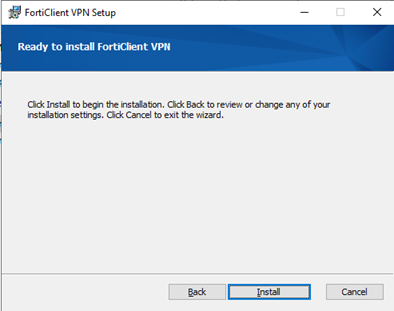 FortiClient VPN Setup
Ready to install FortiClient VPN
Click Install to begin the installation. Click Back to review or change any of your
installation settings. Click Cancel to exit the wizard.
Back Install Cancel